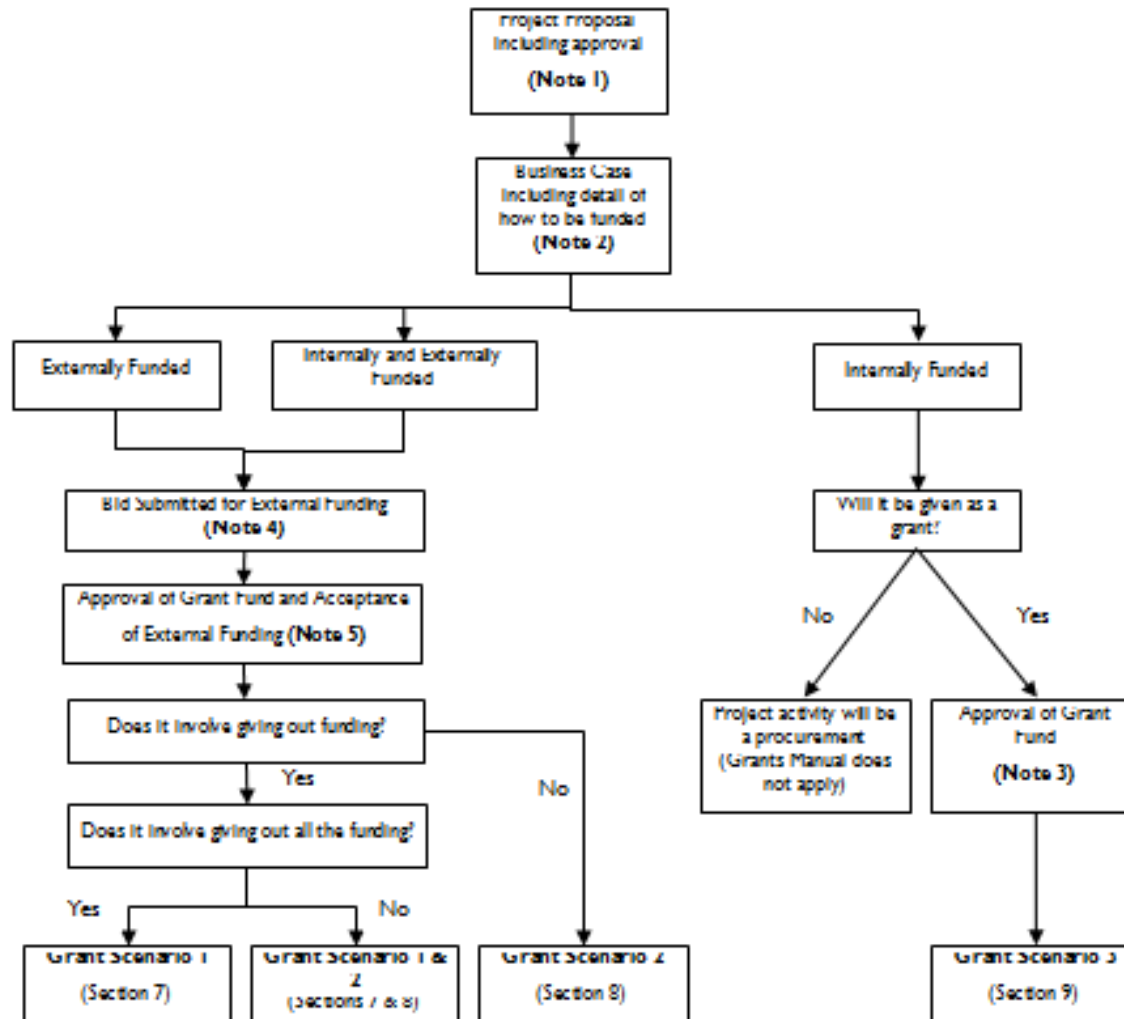 Project Proposal
including approval
(Note 1)
Business Case
including detail of
how to be funded
(Note 2)
Externally Funded
Internally and Externally
Funded
Internally Funded
Bid Submitted for External Funding
(Note 4)
Will it be given as a
grant?
Approval of Grant Fund and Acceptance
of External Funding (Note 5)
No
Yes
Does it involve giving out funding?
Project activity will be
a procurement
(Grants Manual does
not apply)
Approval of Grant
Fund
(Note 3)
Yes
No
Does it involve giving out all the funding?
Yes
No
Grant Scenario 1
(Section 7)
Grant Scenario 1 &
2
(Sections 7 & 8)
Grant Scenario 2
(Section 8)
Grant Scenario 3
(Section 9)